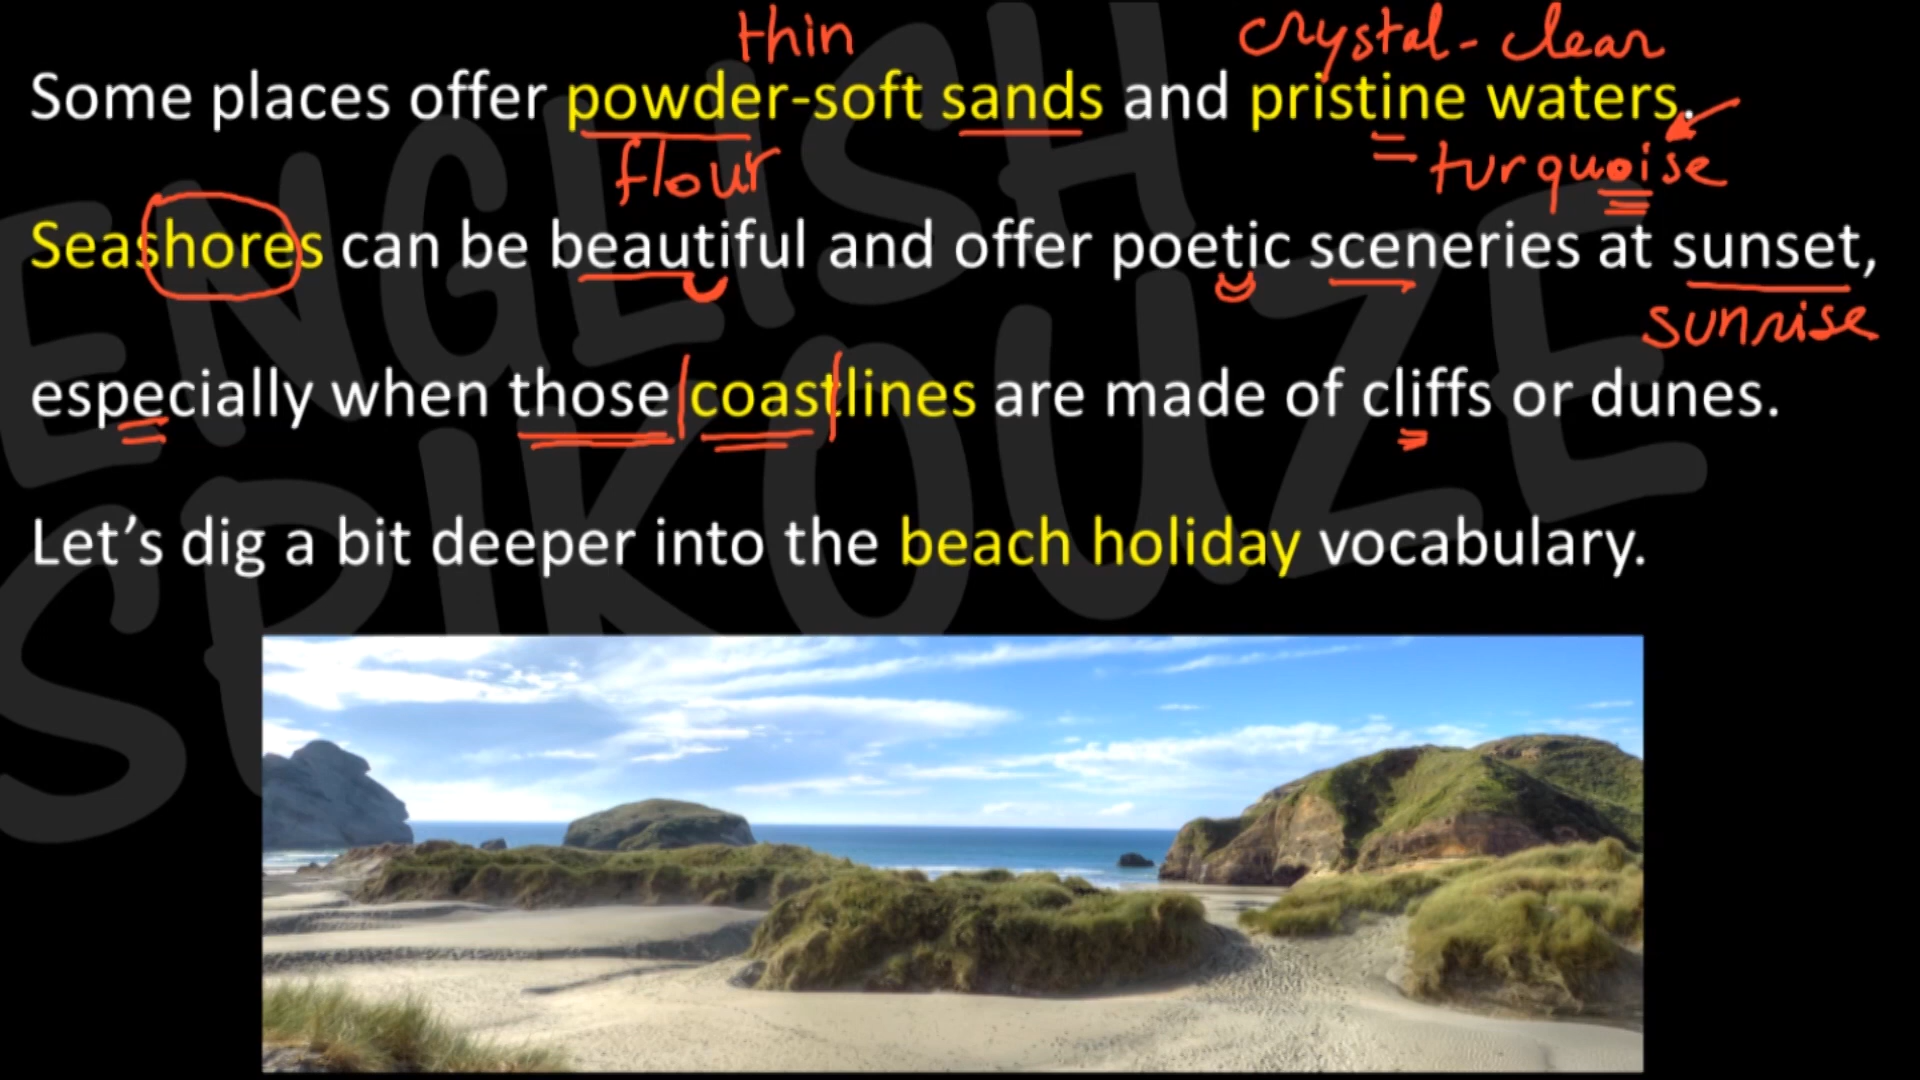 thin crystal-clear
Some places offer powder-soft sands and pristine waters.
flour turquoise
Seashores can be beautiful and offer poetic sceneries at sunset,
sunrise
especially when those coastlines are made of cliffs or dunes.
Let's dig a bit deeper into the beach holiday vocabulary.
ENGLISH
SPIKOUZE